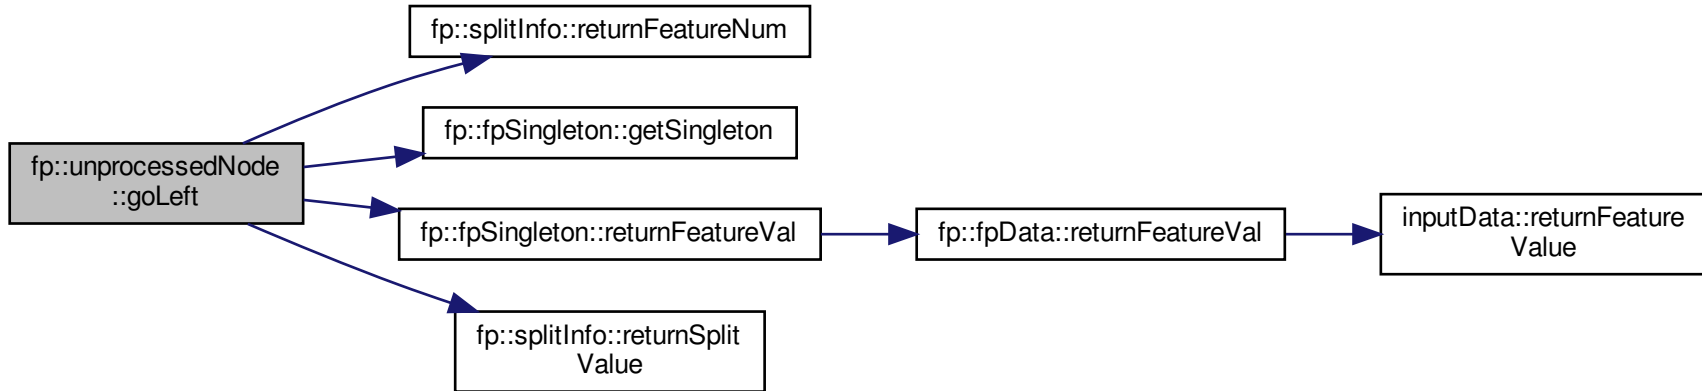 fp::splitInfo::returnFeatureNum
fp::fpSingleton::getSingleton
fp::unprocessedNode
::goLeft
fp::fpSingleton::returnFeatureVal
fp::fpData::returnFeatureVal
inputData::returnFeature
Value
fp::splitInfo::returnSplit
Value